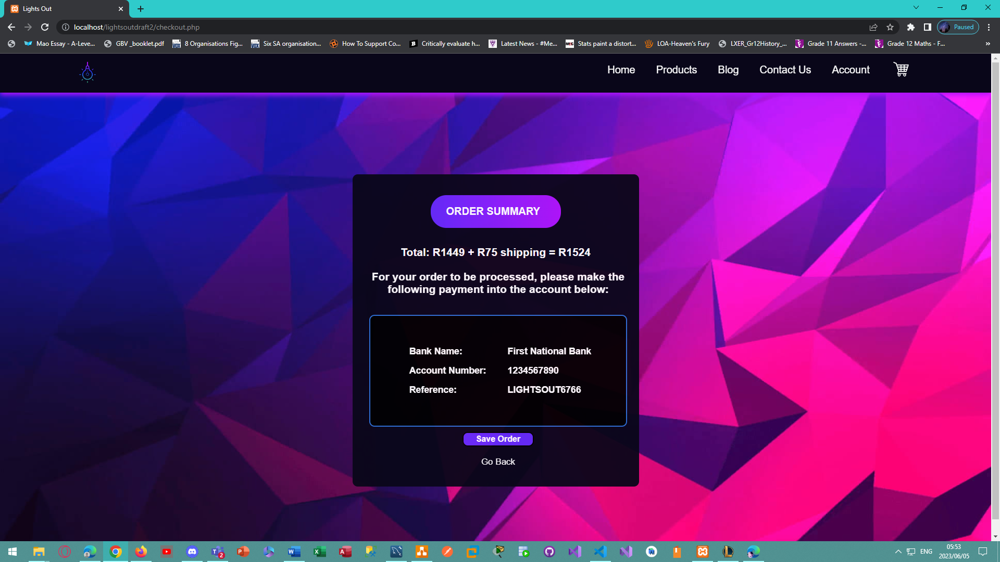 Lights Out
localhost/lightsoutdraft2/checkout.php
Paused
Mao Essay - A-Leve...
GBV _booklet.pdf
8 Organisations Fig...
Six SA organisation...
How To Support Co...
Critically evaluate h...
Latest News - #Me...
Stats paint a distort...
LOA-Heaven's Fury
LXER_Gr12History_...
Grade 11 Answers -...
Grade 12 Maths - F...
Home
Products
Blog
Contact Us
Account
ORDER SUMMARY
Total: R1449 + R75 shipping = R1524
For your order to be processed, please make the
following payment into the account below:
Bank Name: First National Bank
Account Number: 1234567890
Reference: LIGHTSOUT6766
Save Order
Go Back
2
ENG
05:53
2023/06/05